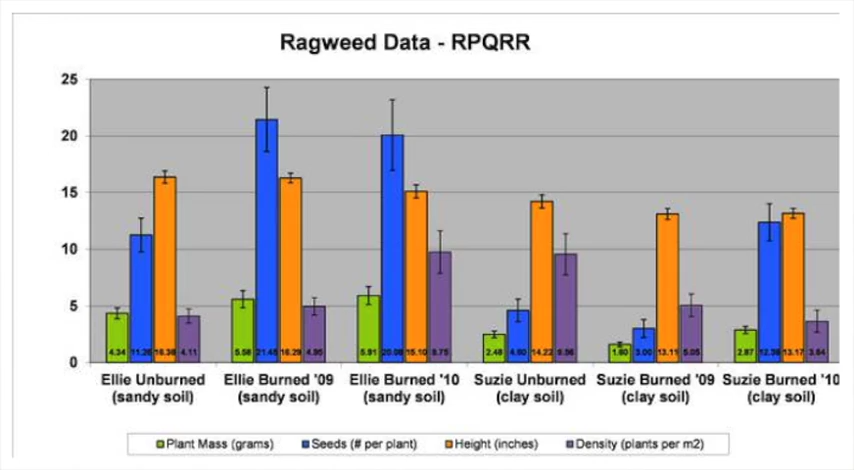 Ragweed Data - RPQRR
25
20
15
10
5
0
4.34 11.26 16.36 4.11 5.58 21.45 16.29 4.95 5.91 20.09 15.10 9.75 2.48 4.60 14.22 9.56 1.60 3.00 13.11 5.05 2.87 12.39 13.17 3.64
Ellie Unburned Ellie Burned '09 Ellie Burned '10 Suzie Unburned Suzie Burned '09 Suzie Burned '10
(sandy soil) (sandy soil) (sandy soil) (clay soil) (clay soil) (clay soil)
Plant Mass (grams) Seeds (# per plant) Height (inches) Density (plants per m2)